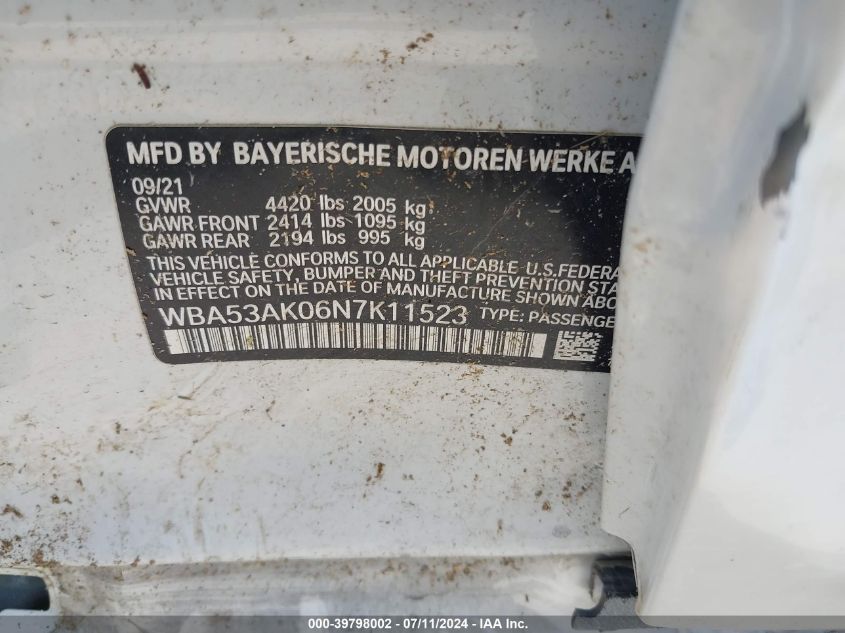 MFD BY BAYERISCHE MOTOREN WERKE A
09/21
GVWR 4420 lbs 2005 kg
GAWR FRONT 2414 lbs 1095 kg
GAWR REAR 2194 lbs 995 kg
THIS VEHICLE CONFORMS TO ALL APPLICABLE U.S.FEDERA
VEHICLE SAFETY, BUMPER AND THEFT PREVENTION STA
IN EFFECT ON THE DATE OF MANUFACTURE SHOWN ABO
WBA53AK06N7K11523 TYPE: PASSENGE
000-39798002 - 07/11/2024 - IAA Inc.